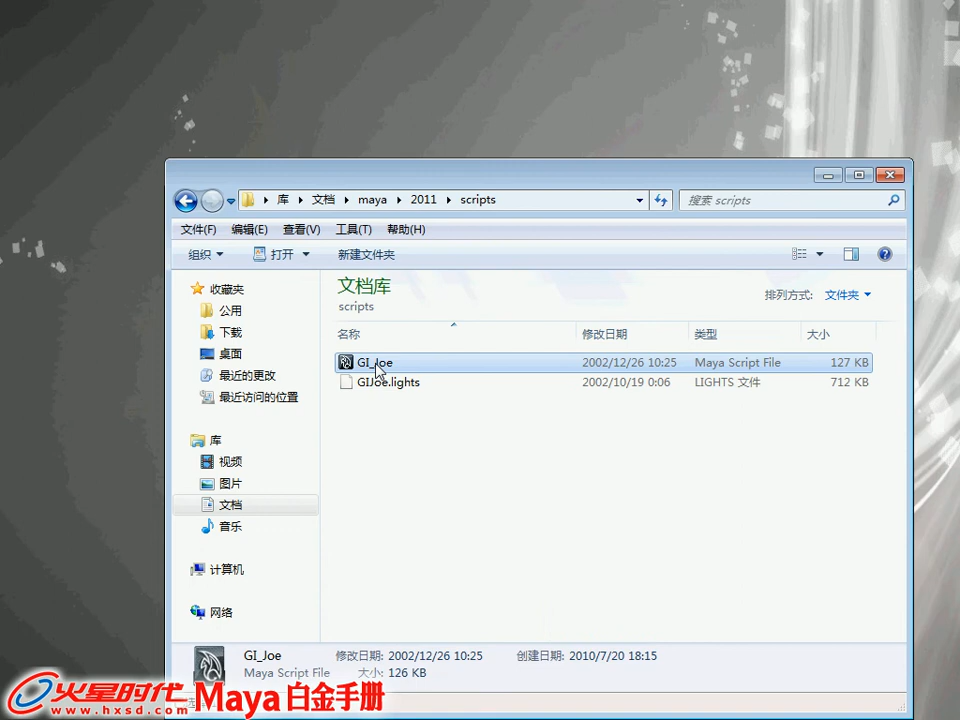 库 文档 maya 2011 scripts
搜索 scripts
文件(F) 编辑(E) 查看(V) 工具(T) 帮助(H)
组织 打开 新建文件夹
收藏夹
公用
下载
桌面
最近的更改
最近访问的位置
库
视频
图片
文档
音乐
计算机
网络
文档库
scripts
排列方式: 文件夹
名称 修改日期 类型 大小
GI_Joe 2002/12/26 10:25 Maya Script File 127 KB
GIJoe.lights 2002/10/19 0:06 LIGHTS 文件 712 KB
GI_Joe 修改日期: 2002/12/26 10:25 创建日期: 2010/7/20 18:15
Maya Script File 大小: 126 KB
火星时代 Maya 白金手册
www.hxsd.com